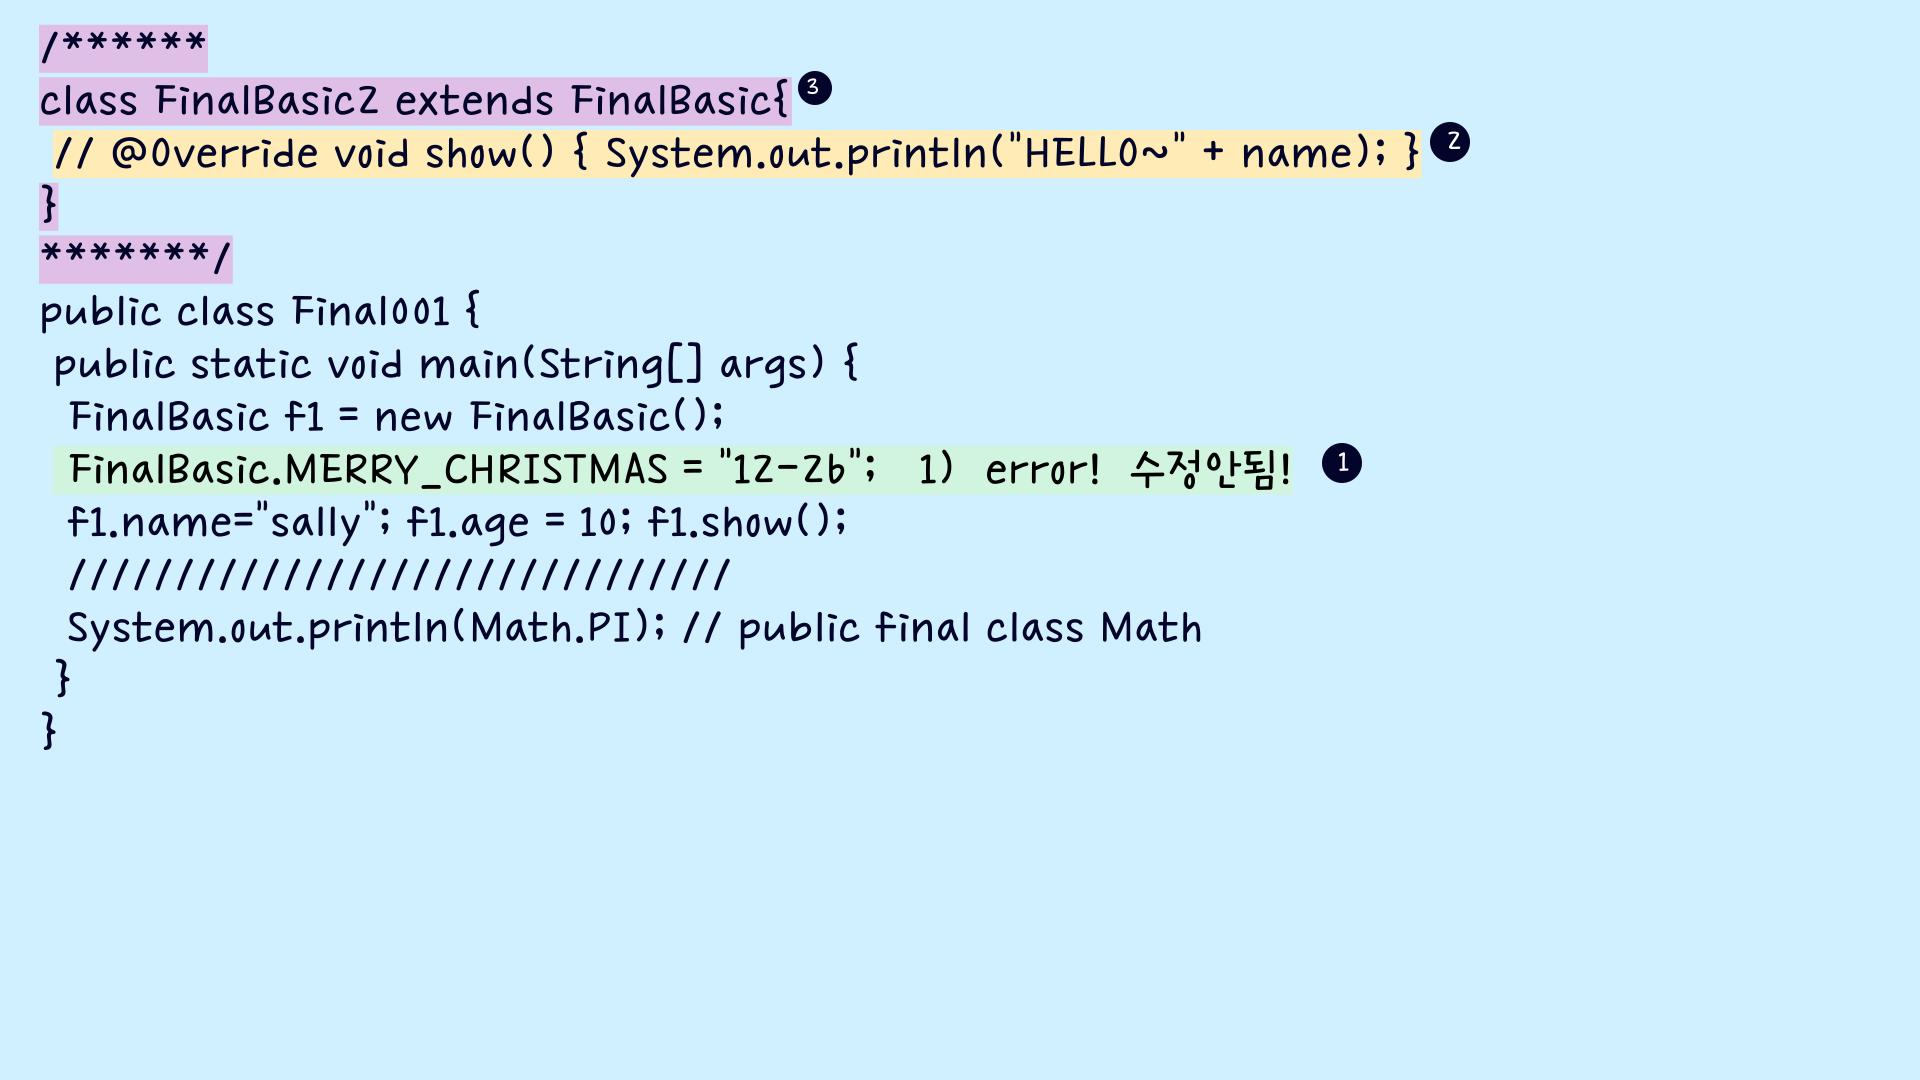 /******
class FinalBasic2 extends FinalBasic{ 3
// @Override void show() { System.out.println("HELLO~" + name); } 2
}
*******/
public class Final001 {
public static void main(String[] args) {
FinalBasic f1 = new FinalBasic();
FinalBasic.MERRY_CHRISTMAS = "12-26"; 1) error! 수정안됨! 1
f1.name="sally"; f1.age = 10; f1.show();
///////////////////////////////
System.out.println(Math.PI); // public final class Math
}
}